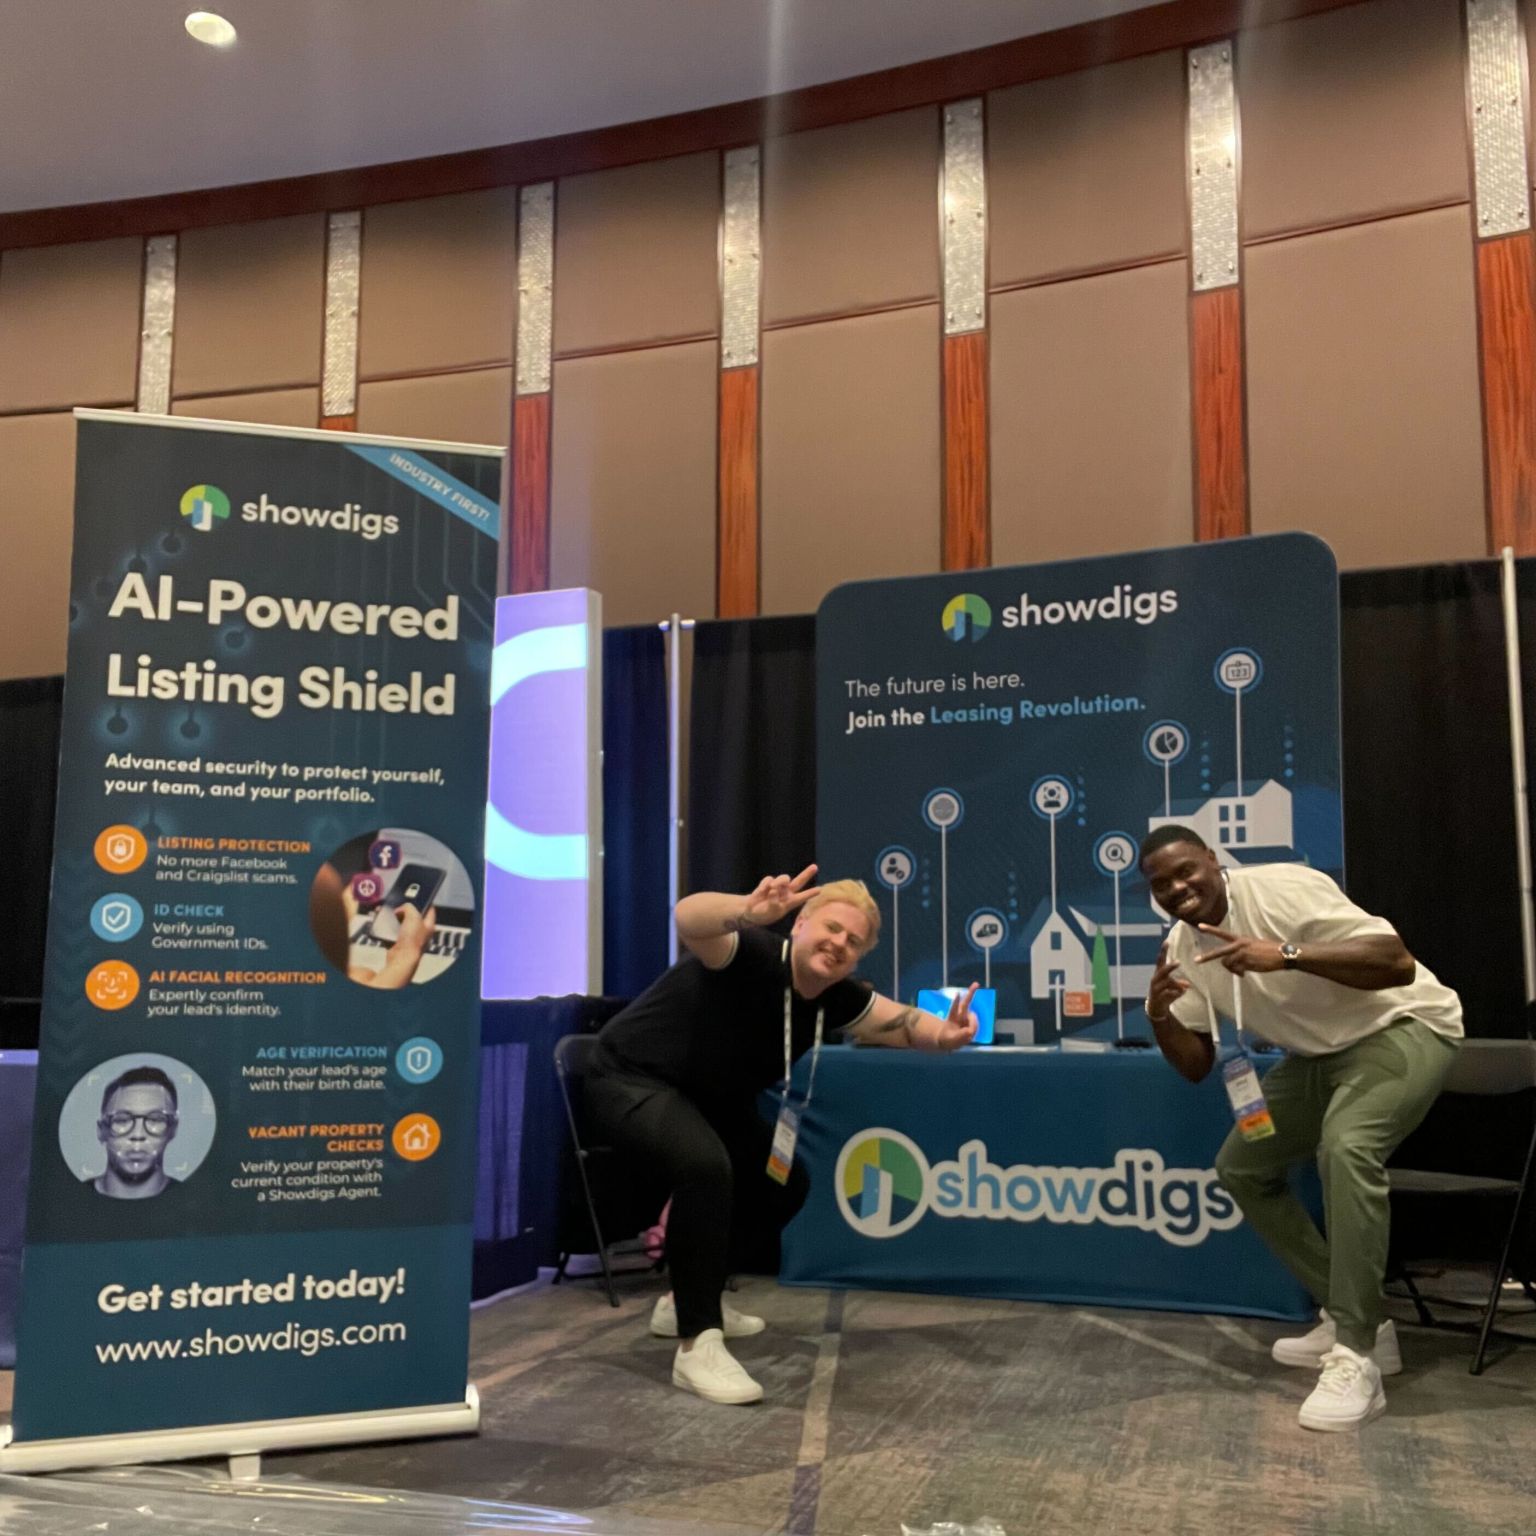 INDUSTRY FIRST!
showdigs
AI-Powered
Listing Shield
Advanced security to protect yourself,
your team, and your portfolio.
LISTING PROTECTION
No more Facebook
and Craigslist scams.
ID CHECK
Verify using
Government IDs.
AI FACIAL RECOGNITION
Expertly confirm
your lead's identity.
AGE VERIFICATION
Match your lead's age
with their birth date.
VACANT PROPERTY
CHECKS
Verify your property's
current condition with
a Showdigs Agent.
Get started today!
www.showdigs.com
showdigs
The future is here.
Join the Leasing Revolution.
123
FOR
RENT
showdigs